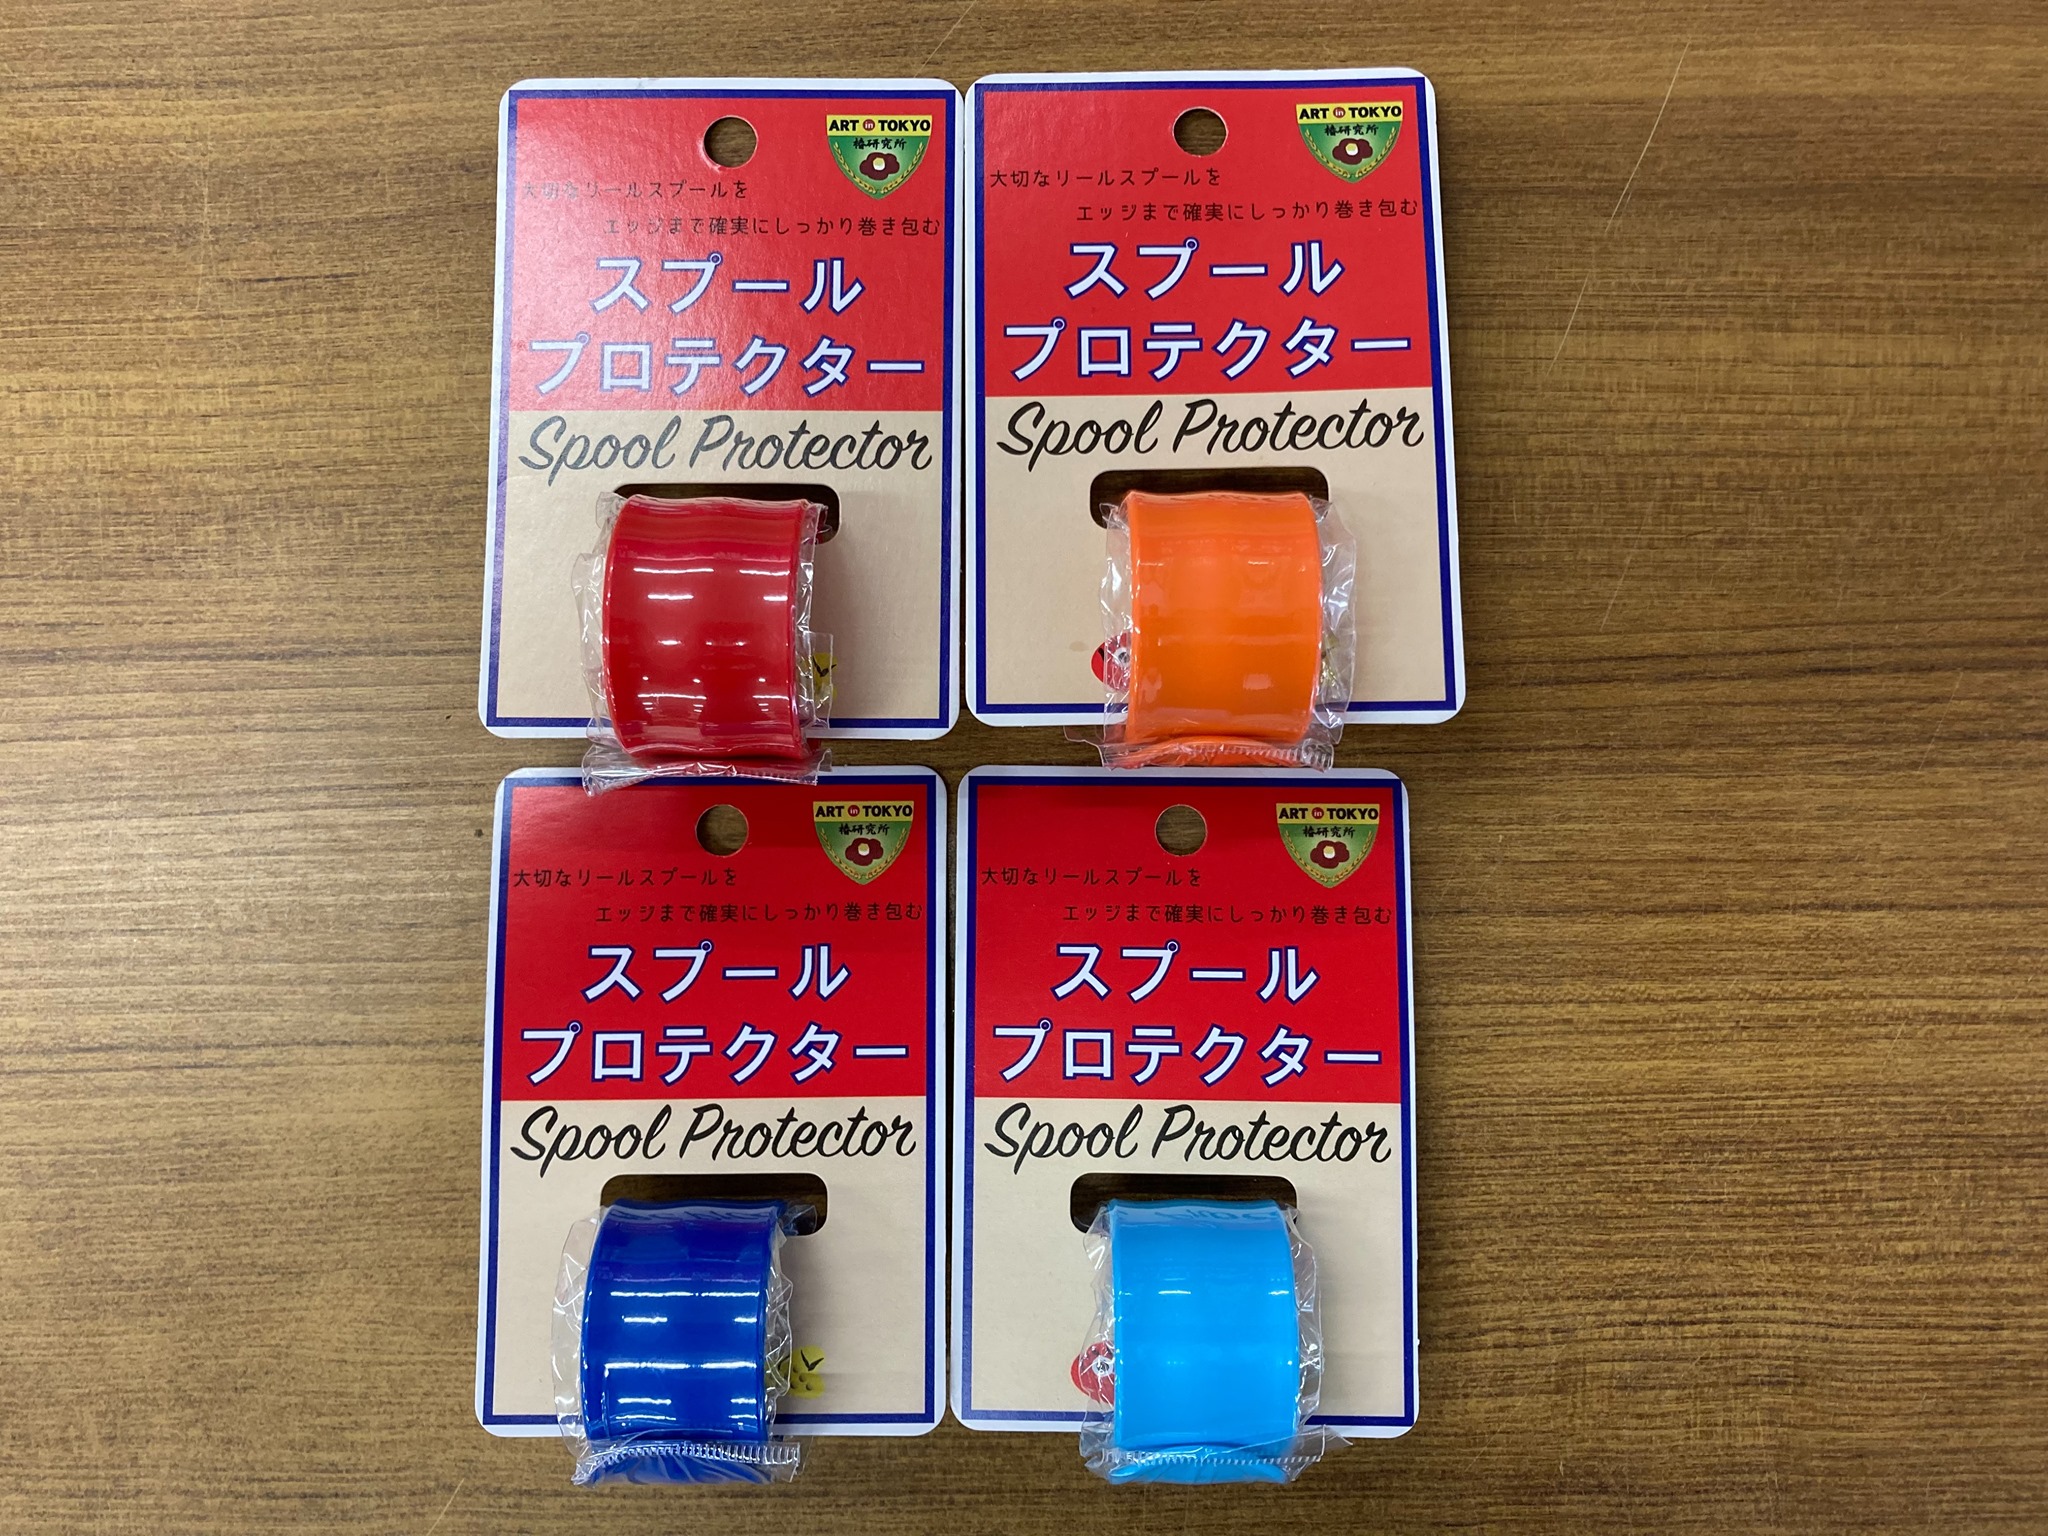 ART in TOKYO
椿研究所
大切なリールスプールを
エッジまで確実にしっかり巻き包む
スプール
プロテクター
Spool Protector
ART in TOKYO
椿研究所
大切なリールスプールを
エッジまで確実にしっかり巻き包む
スプール
プロテクター
Spool Protector
ART in TOKYO
椿研究所
大切なリールスプールを
エッジまで確実にしっかり巻き包む
スプール
プロテクター
Spool Protector
ART in TOKYO
椿研究所
大切なリールスプールを
エッジまで確実にしっかり巻き包む
スプール
プロテクター
Spool Protector